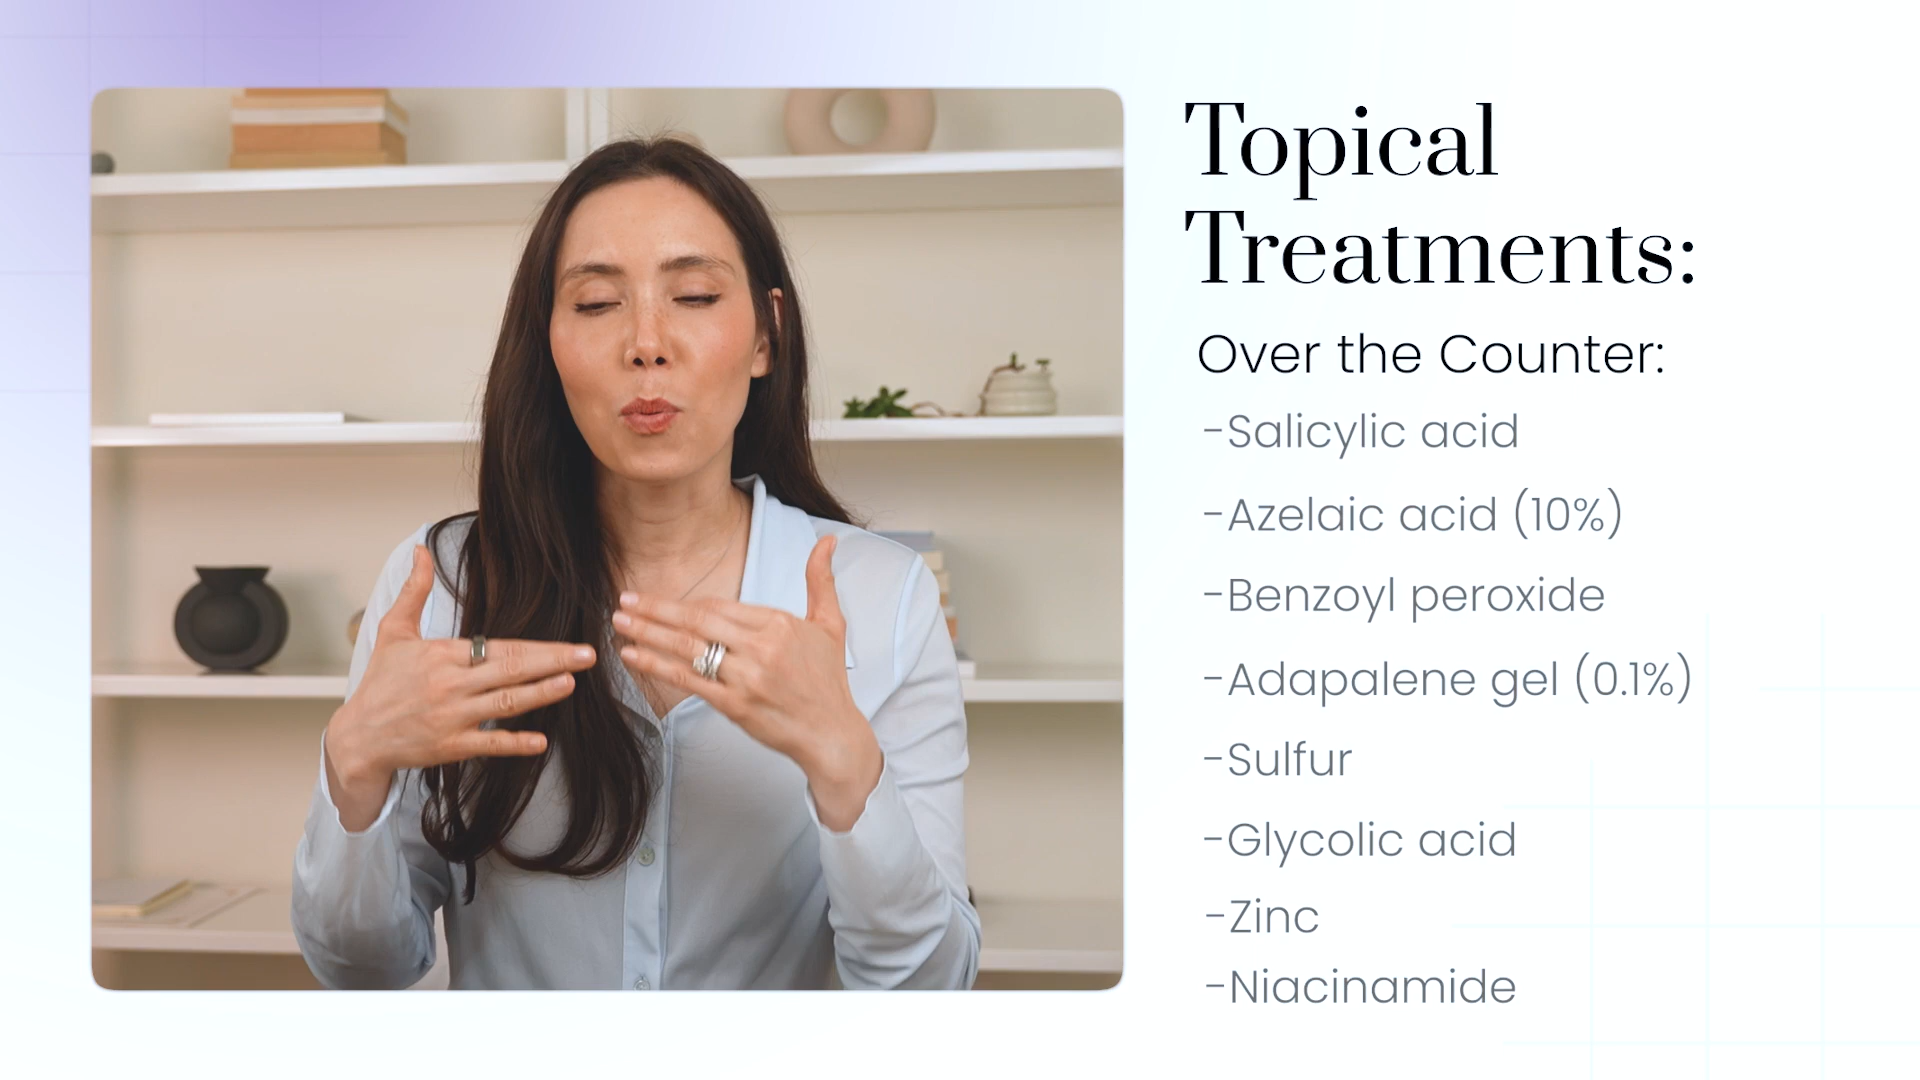 Topical
Treatments:
Over the Counter:
-Salicylic acid
-Azelaic acid (10%)
-Benzoyl peroxide
-Adapalene gel (0.1%)
-Sulfur
-Glycolic acid
-Zinc
-Niacinamide